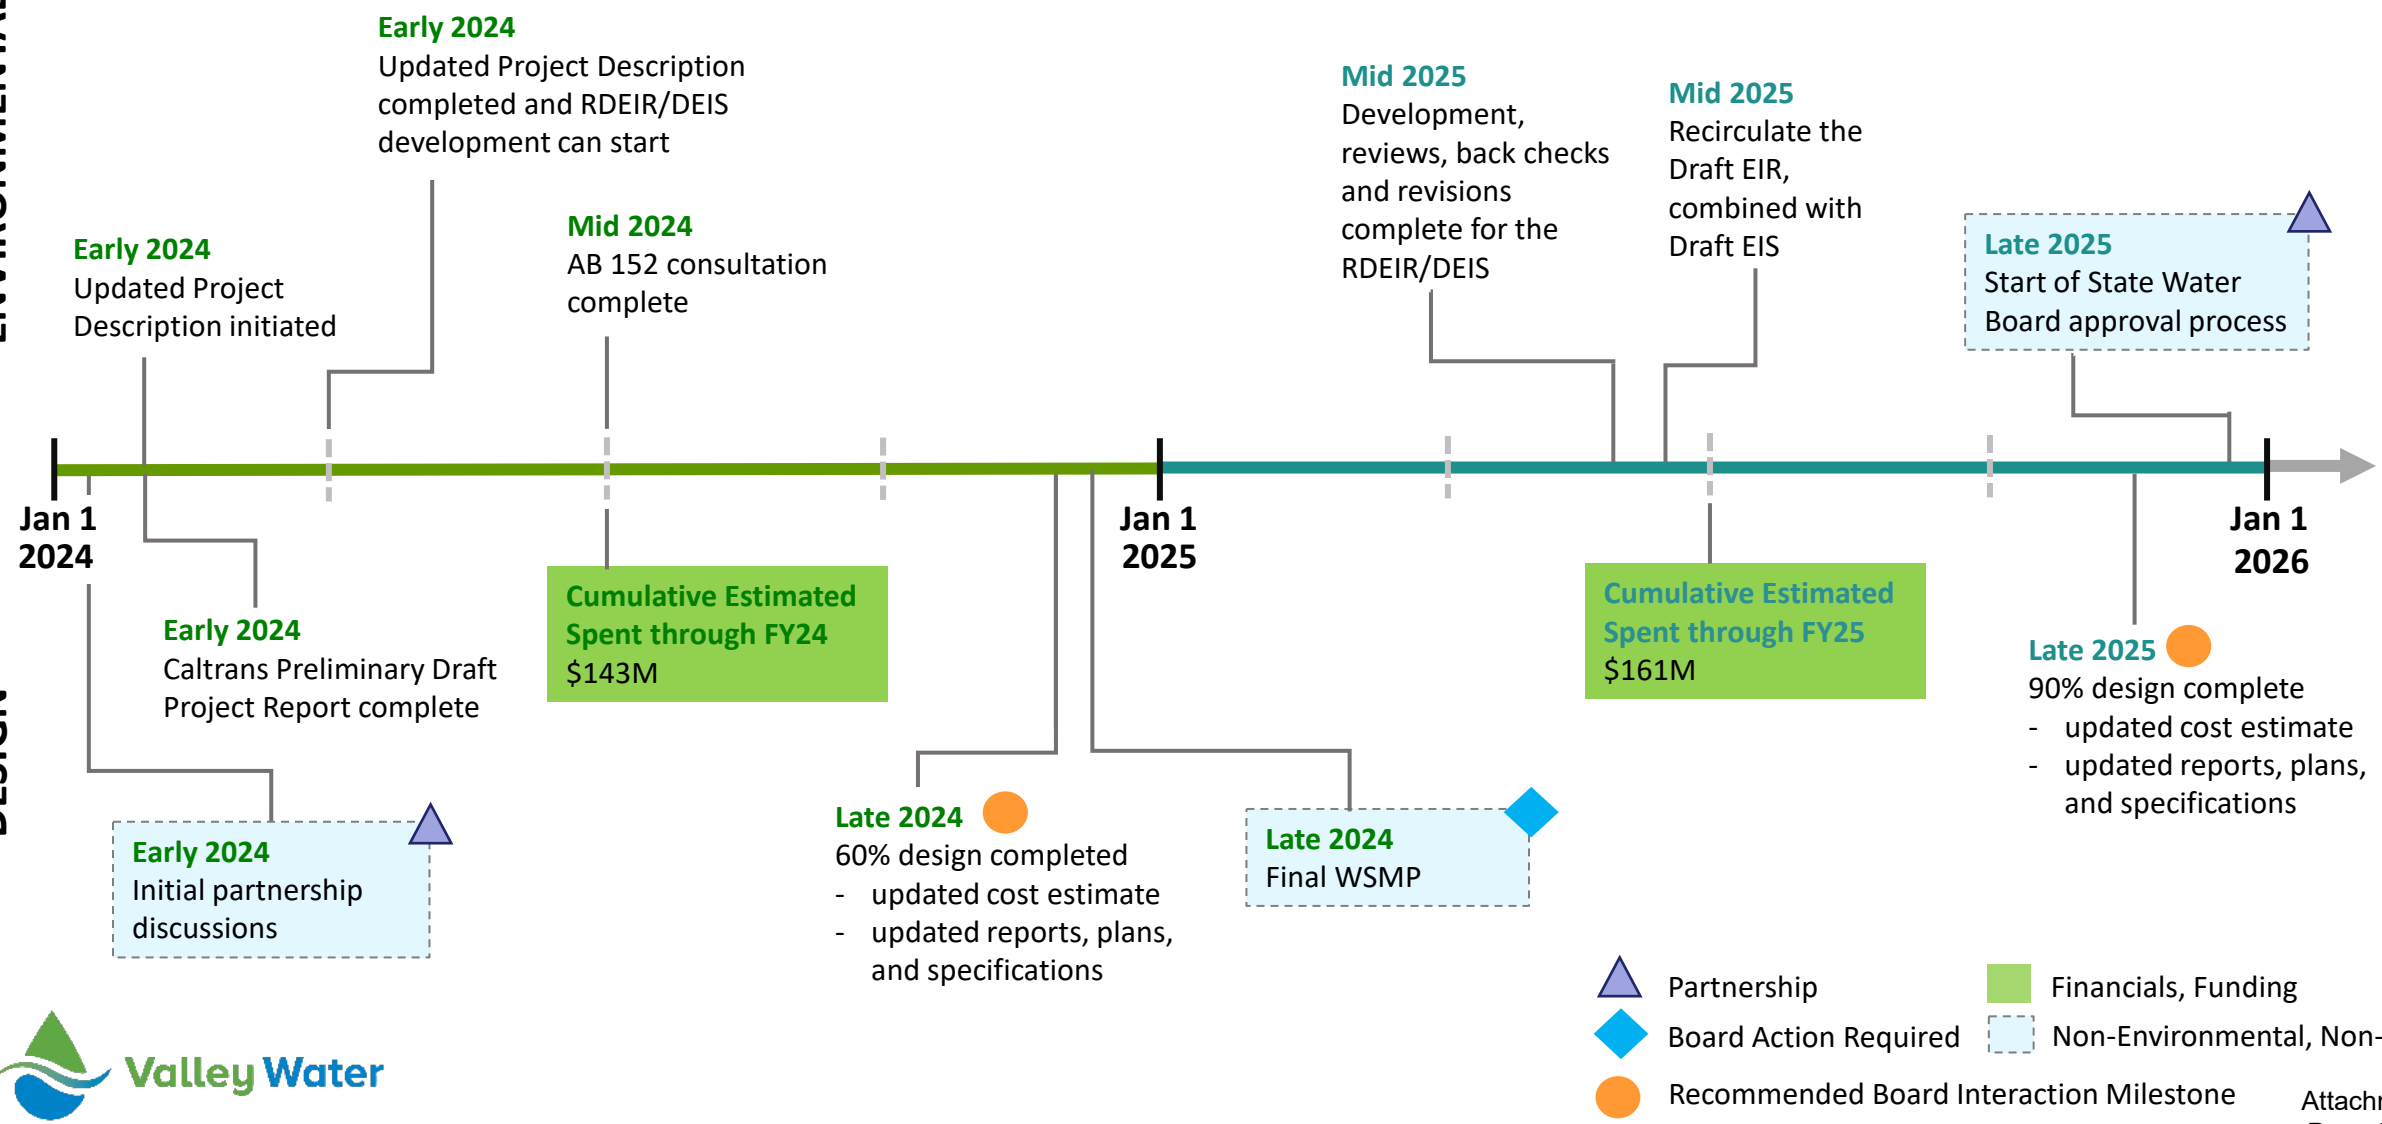 ENVIRONMENTAL
Early 2024
Updated Project Description
completed and RDEIR/DEIS
development can start
Early 2024
Updated Project
Description initiated
Mid 2024
AB 152 consultation
complete
Mid 2025
Development,
reviews, back checks
and revisions
complete for the
RDEIR/DEIS
Mid 2025
Recirculate the
Draft EIR,
combined with
Draft EIS
Late 2025
Start of State Water
Board approval process
Jan 1
2024
Jan 1
2025
Jan 1
2026
DESIGN
Early 2024
Caltrans Preliminary Draft
Project Report complete
Early 2024
Initial partnership
discussions
Cumulative Estimated
Spent through FY24
$143M
Late 2024
60% design completed
- updated cost estimate
- updated reports, plans,
and specifications
Late 2024
Final WSMP
Cumulative Estimated
Spent through FY25
$161M
Late 2025
90% design complete
- updated cost estimate
- updated reports, plans,
and specifications
Partnership
Financials, Funding
Board Action Required
Non-Environmental, Non-
Recommended Board Interaction Milestone
Valley Water